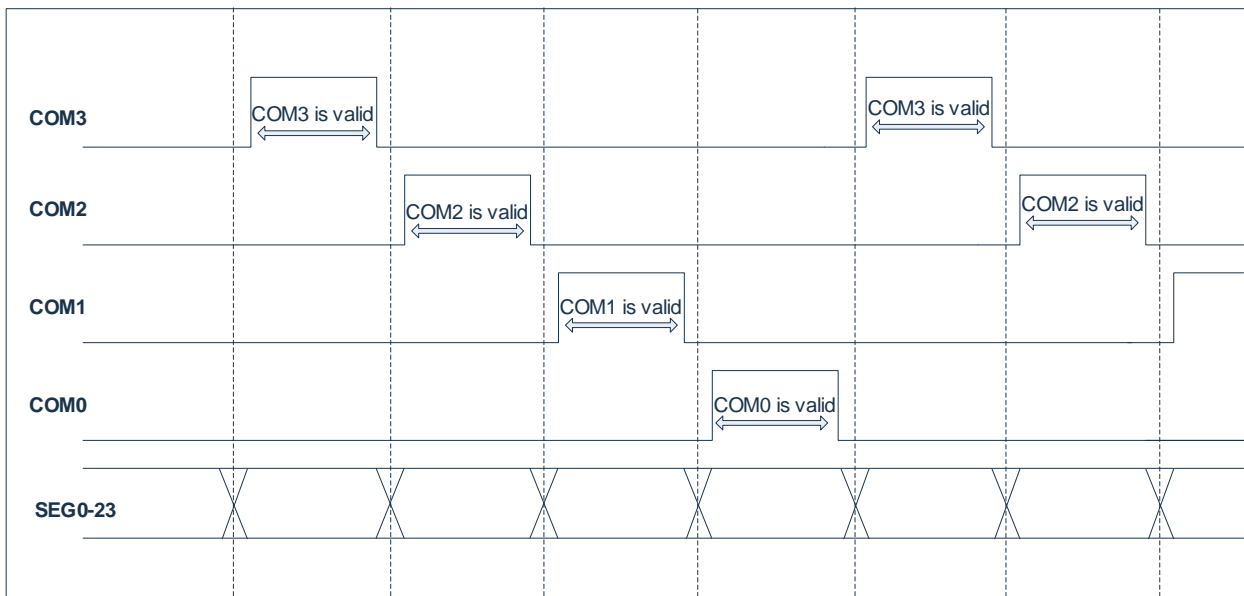 COM3
COM3 is valid
COM3 is valid
COM2
COM2 is valid
COM2 is valid
COM1
COM1 is valid
COM0
COM0 is valid
SEG0-23